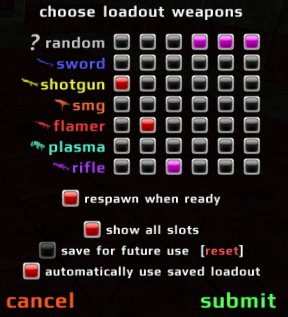 choose loadout weapons
? random
sword
shotgun
smg
flamer
plasma
rifle
respawn when ready
show all slots
save for future use [reset]
automatically use saved loadout
cancel submit